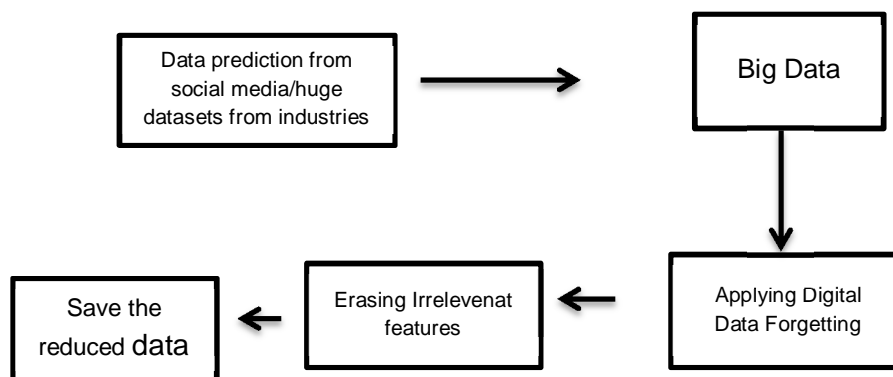 Data prediction from
social media/huge
datasets from industries
Big Data
Applying Digital
Data Forgetting
Erasing Irrelevenat
features
Save the
reduced data